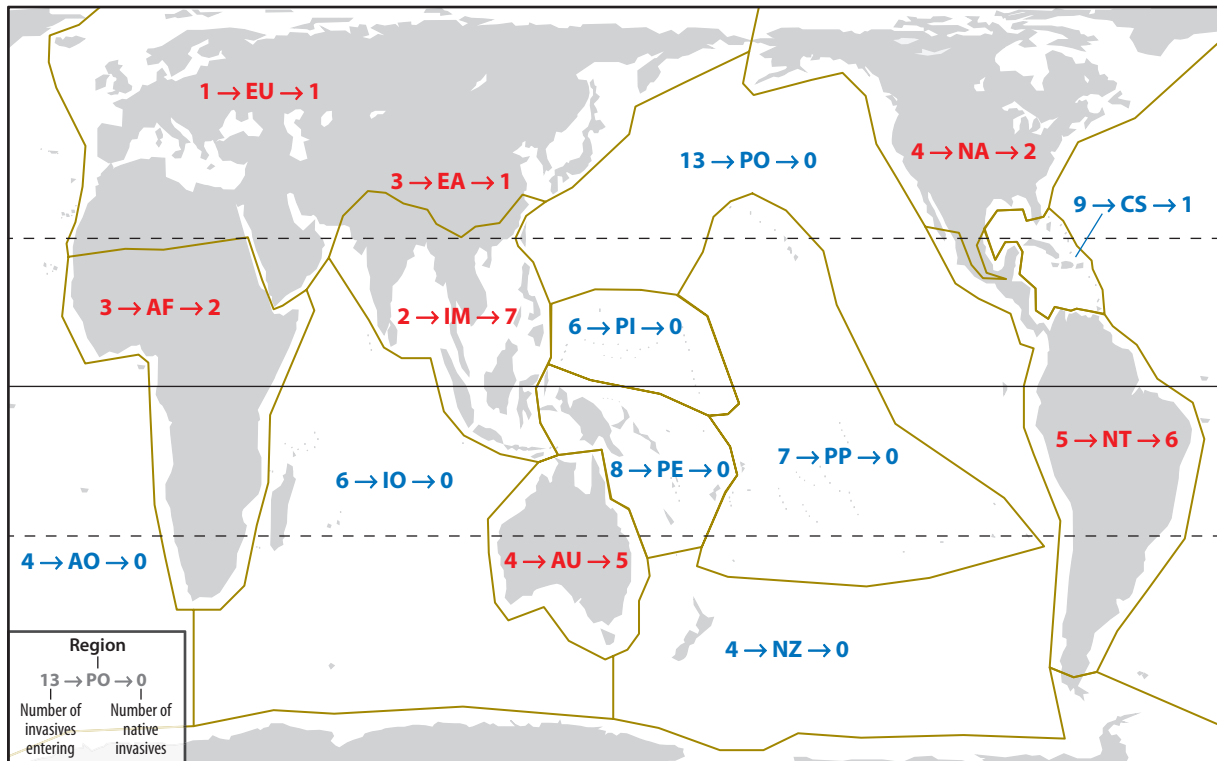 1 → EU → 1
13 → PO → 0
4 → NA → 2
3 → EA → 1
9 → CS → 1
3 → AF → 2
2 → IM → 7
6 → PI → 0
5 → NT → 6
6 → IO → 0
8 → PE → 0
7 → PP → 0
4 → AO → 0
4 → AU → 5
4 → NZ → 0
Region
13 → PO → 0
Number of
invasives
entering
Number of
native
invasives